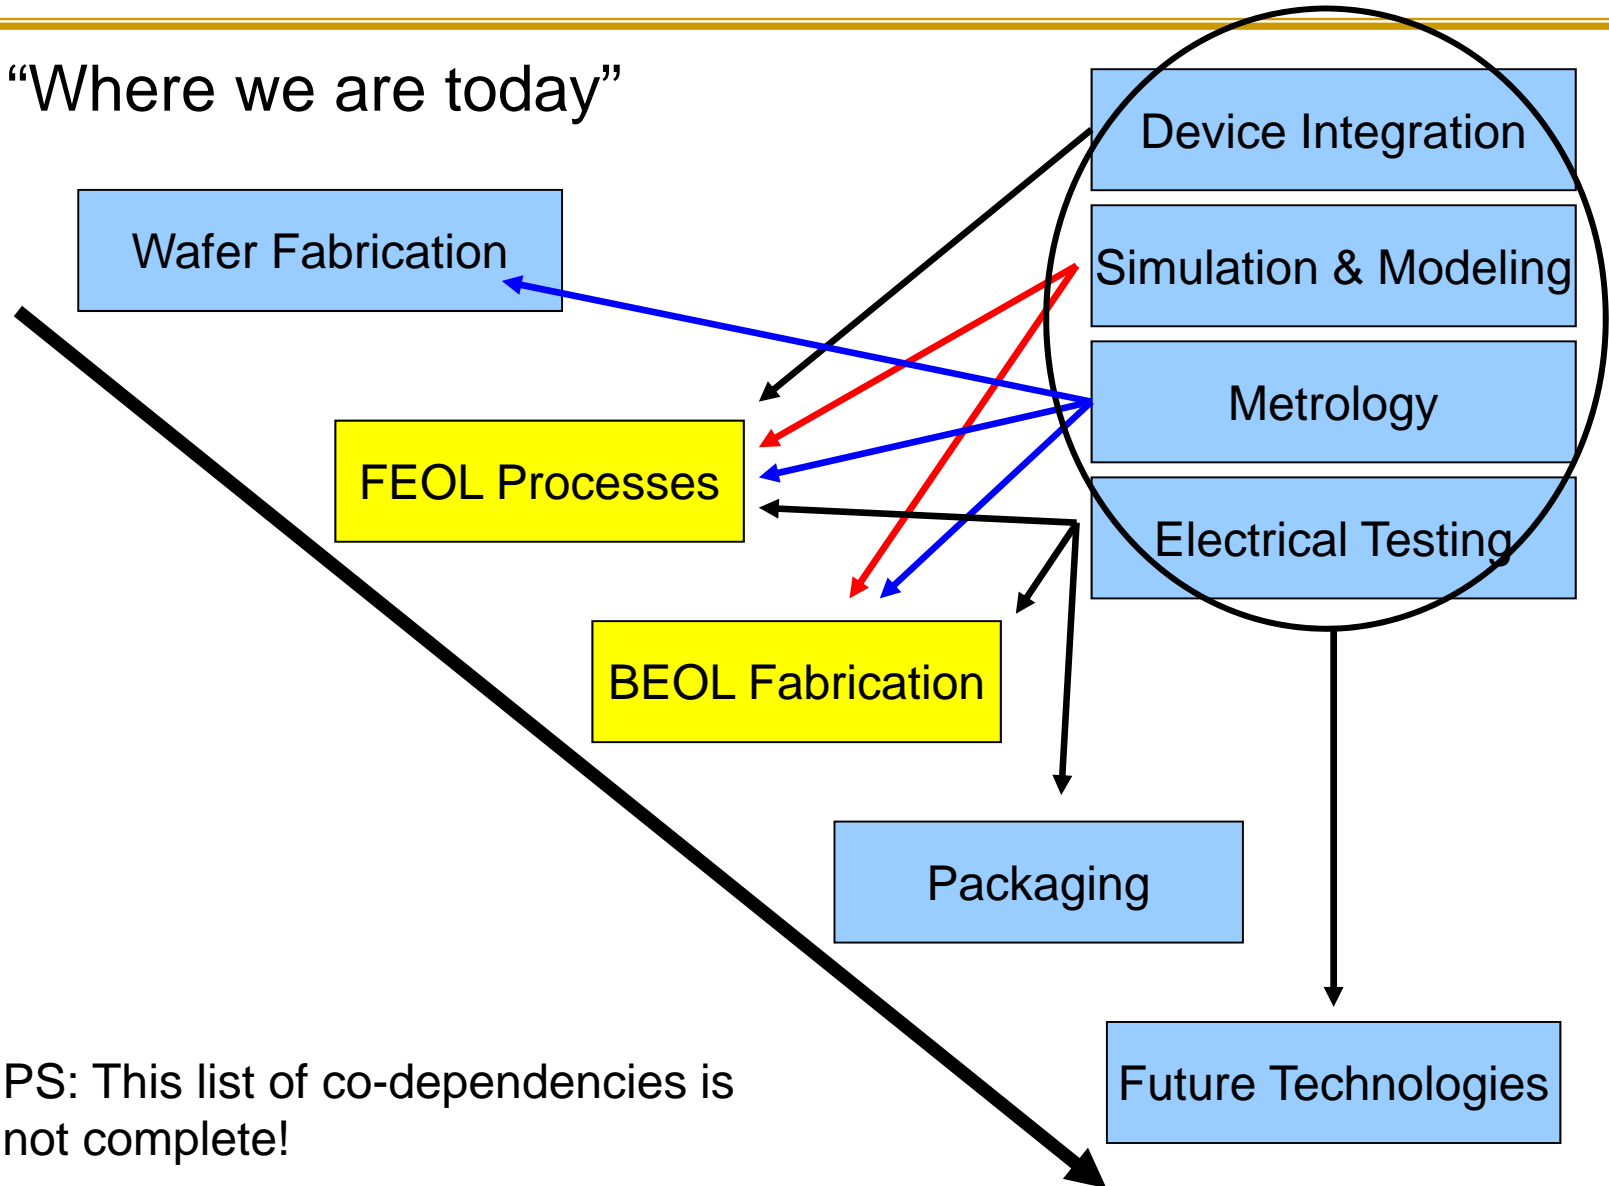 “Where we are today”
Device Integration
Wafer Fabrication
Simulation & Modeling
Metrology
FEOL Processes
Electrical Testing
BEOL Fabrication
Packaging
Future Technologies
PS: This list of co-dependencies is
not complete!